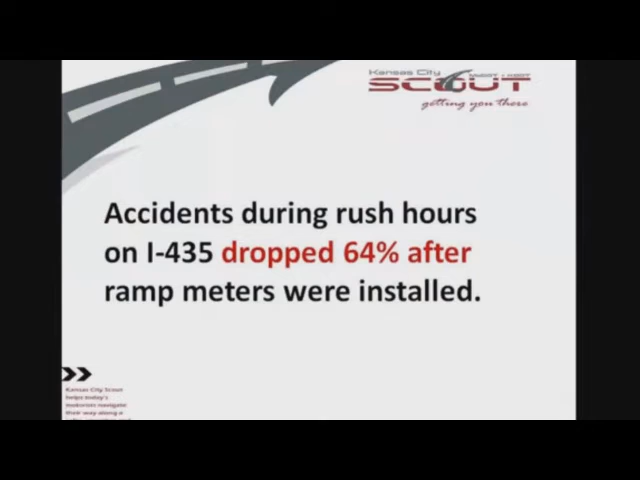 Kansas City
SCOUT
getting you there
Accidents during rush hours
on I-435 dropped 64% after
ramp meters were installed.
Kansas City Scout
helps today's
motorists navigate
their way along a